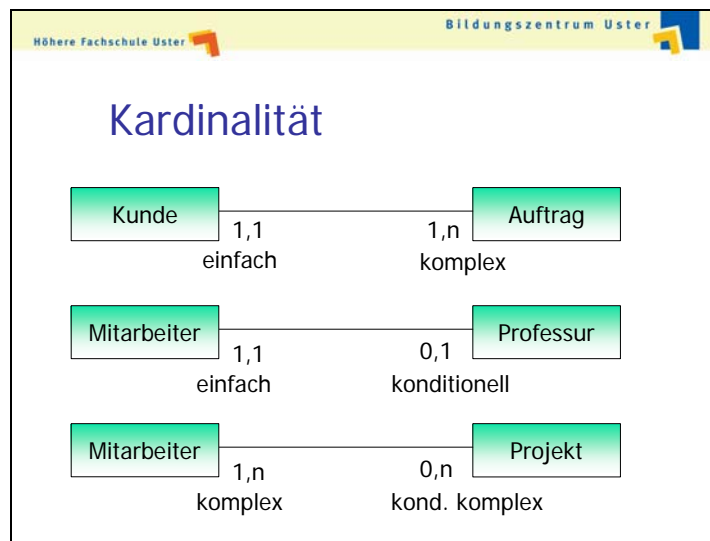 Höhere Fachschule Uster
Bildungszentrum Uster
Kardinalität
Kunde Auftrag
1,1 1,n
einfach komplex
Mitarbeiter Professur
1,1 0,1
einfach konditionell
Mitarbeiter Projekt
1,n 0,n
komplex kond. komplex